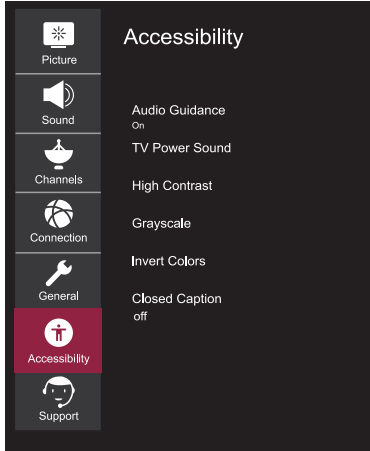 Accessibility
Picture
Sound
Channels
Connection
General
Accessibility
Support
Audio Guidance
On
TV Power Sound
High Contrast
Grayscale
Invert Colors
Closed Caption
off